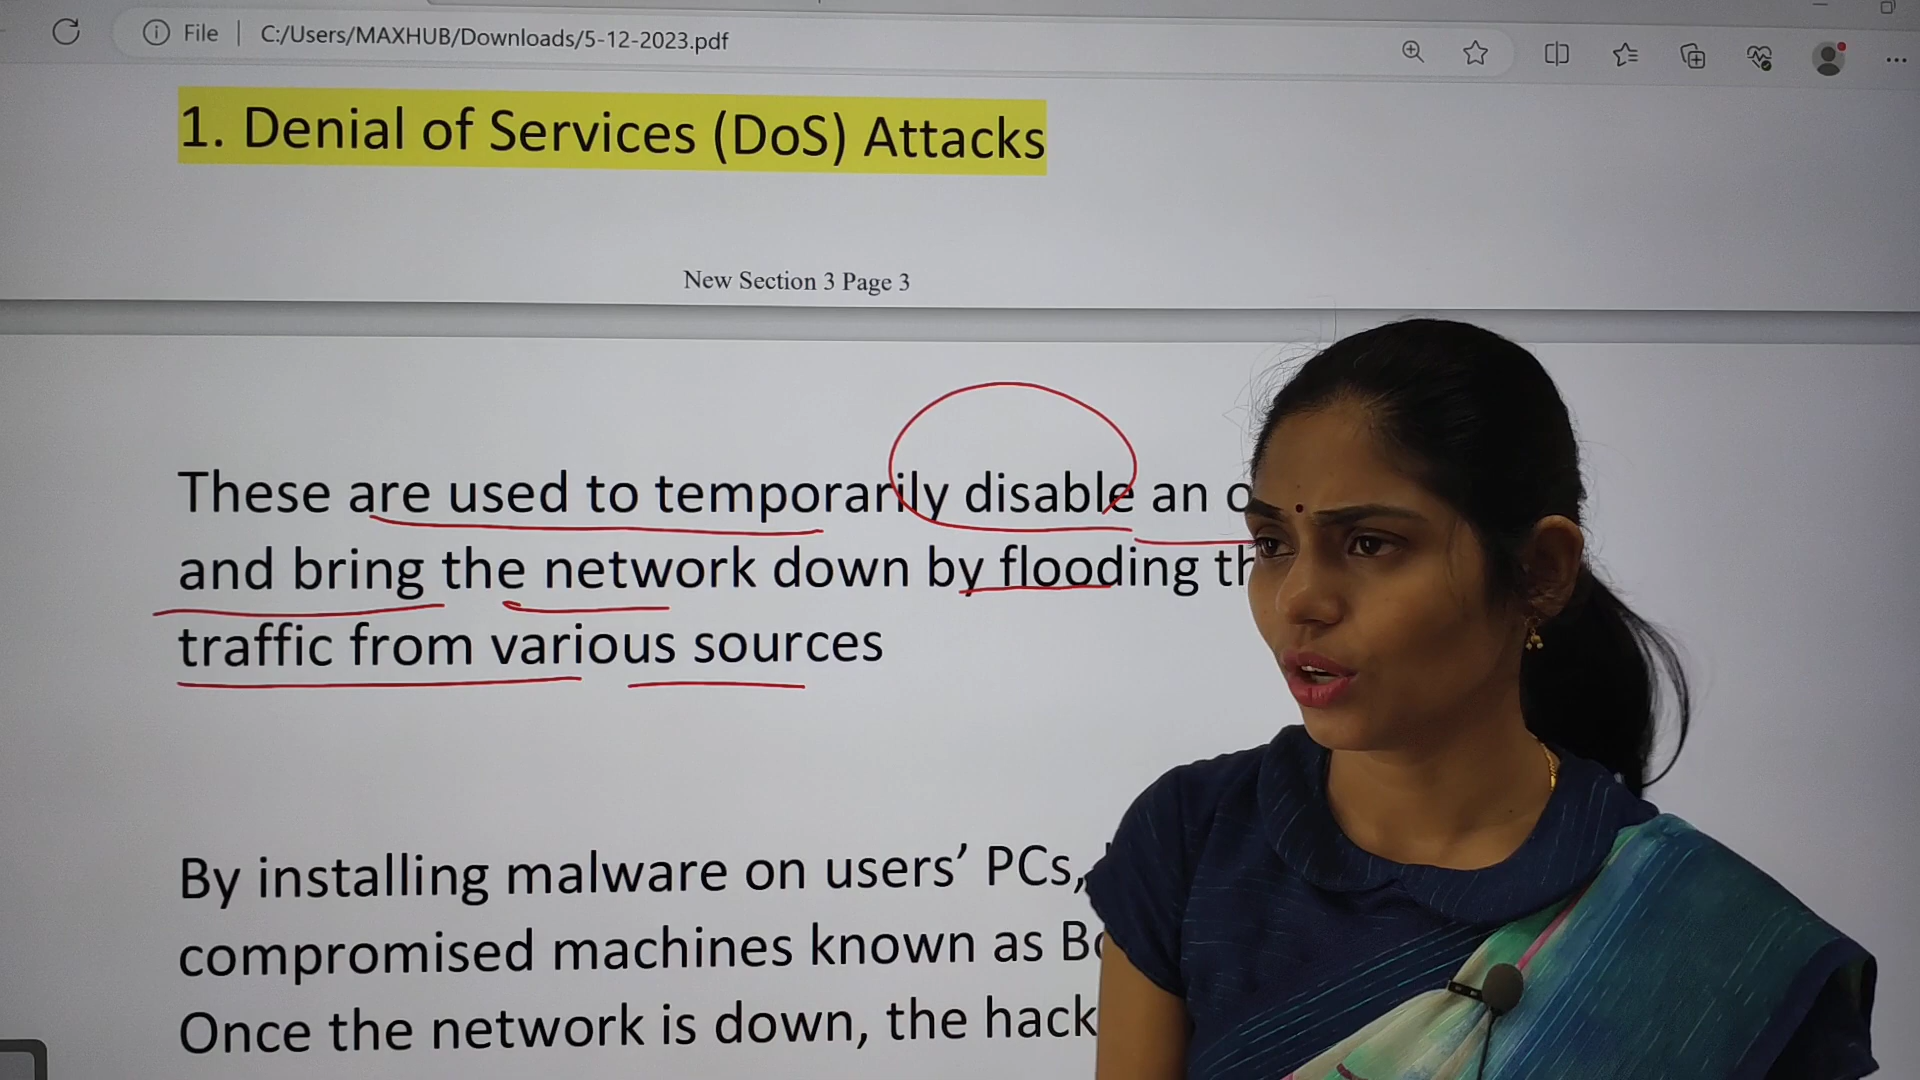 File | C:/Users/MAXHUB/Downloads/5-12-2023.pdf
1. Denial of Services (DoS) Attacks
New Section 3 Page 3
These are used to temporarily disable an
and bring the network down by flooding
traffic from various sources
By installing malware on users’ PCs,
compromised machines known as
Once the network is down, the